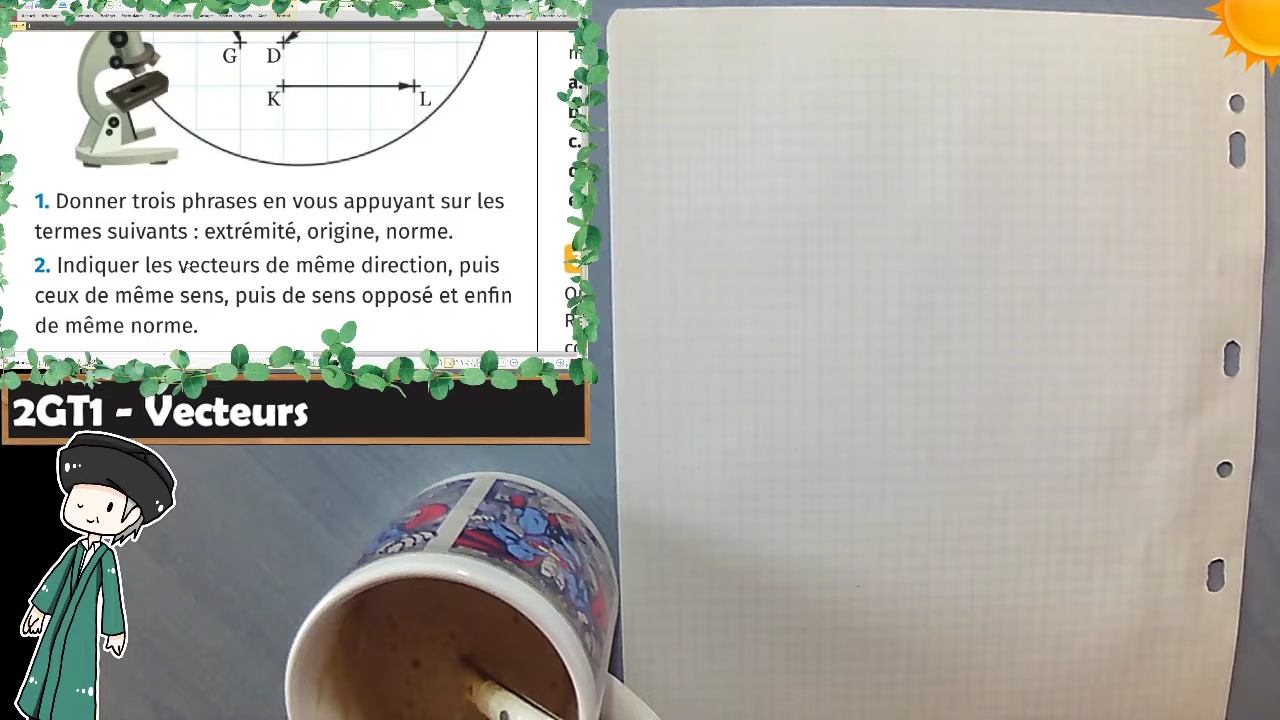 G D
K L
1. Donner trois phrases en vous appuyant sur les
termes suivants : extrémité, origine, norme.
2. Indiquer les vecteurs de même direction, puis
ceux de même sens, puis de sens opposé et enfin
de même norme.
a.
c.
2GT1 - Vecteurs